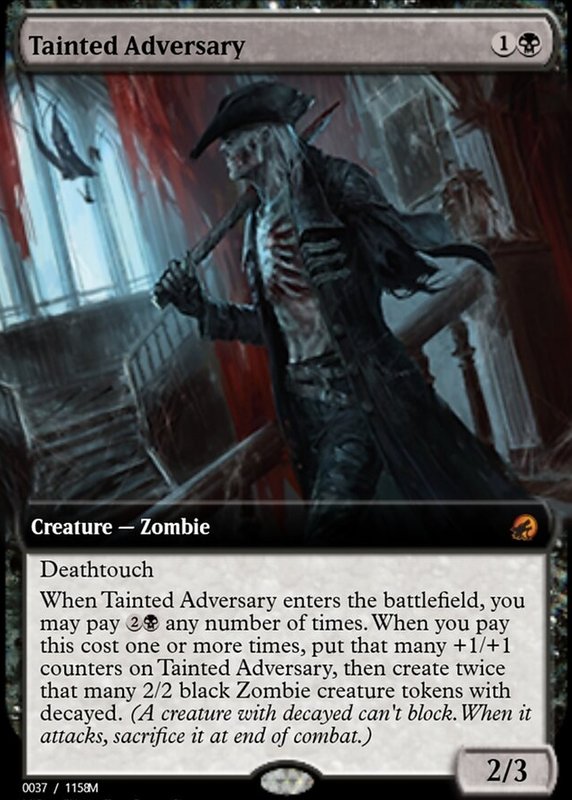 Tainted Adversary
1
Creature — Zombie
Deathtouch
When Tainted Adversary enters the battlefield, you
may pay 2 any number of times. When you pay
this cost one or more times, put that many +1/+1
counters on Tainted Adversary, then create twice
that many 2/2 black Zombie creature tokens with
decayed. (A creature with decayed can't block. When it
attacks, sacrifice it at end of combat.)
2/3
0037 / 1158M